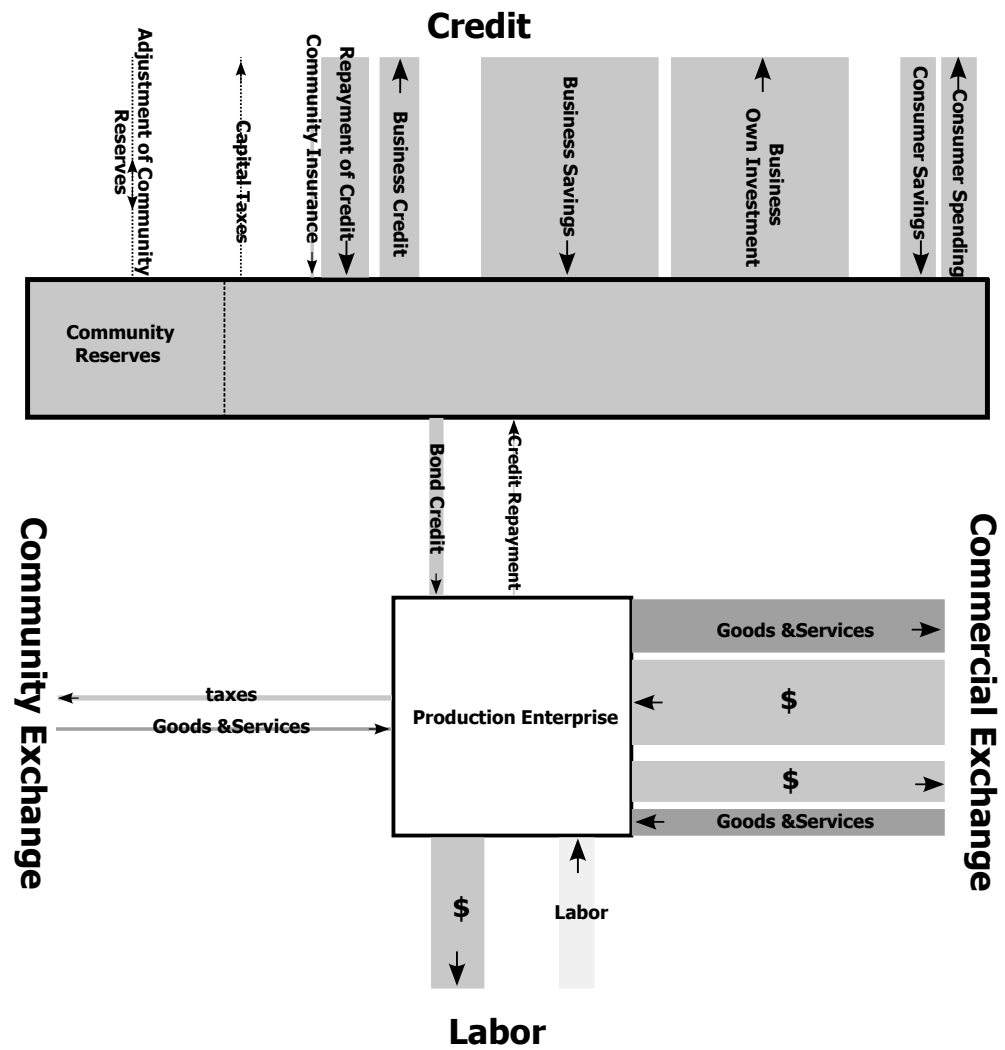 Credit
Adjustment of Community
Reserves
Capital Taxes
Community Insurance
Repayment of Credit
Business Credit
Business Savings
Business
Own Investment
Consumer Savings
Consumer Spending
Community
Reserves
Bond Credit
Credit Repayment
Community Exchange
Commercial Exchange
Goods &Services
taxes
$
Goods &Services
Production Enterprise
$
Goods &Services
$
Labor
Labor